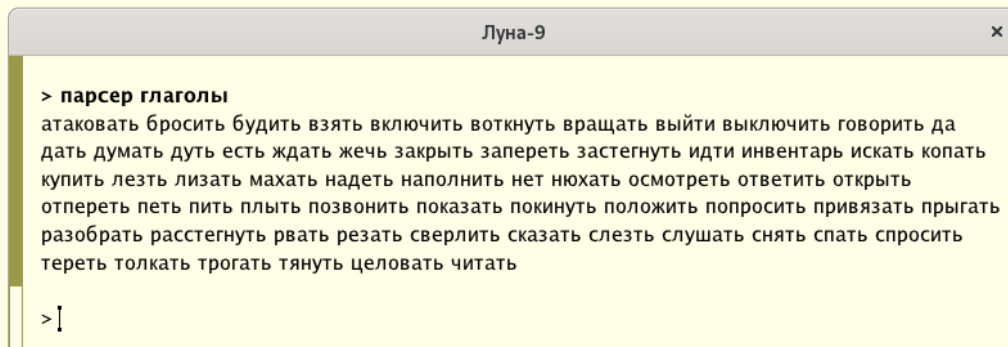 Луна-9
×
> парсер глаголы
атаковать бросить будить взять включить воткнуть вращать выйти выключить говорить да
дать думать дуть есть ждать жечь закрыть запереть застегнуть идти инвентарь искать копать
купить лезть лизать махать надеть наполнить нет нюхать осмотреть ответить открыть
отпереть петь пить плыть позвонить показать покинуть положить попросить привязать прыгать
разобрать расстегнуть рвать резать сверлить сказать слезть слушать снять спать спросить
тереть толкать трогать тянуть целовать читать
>